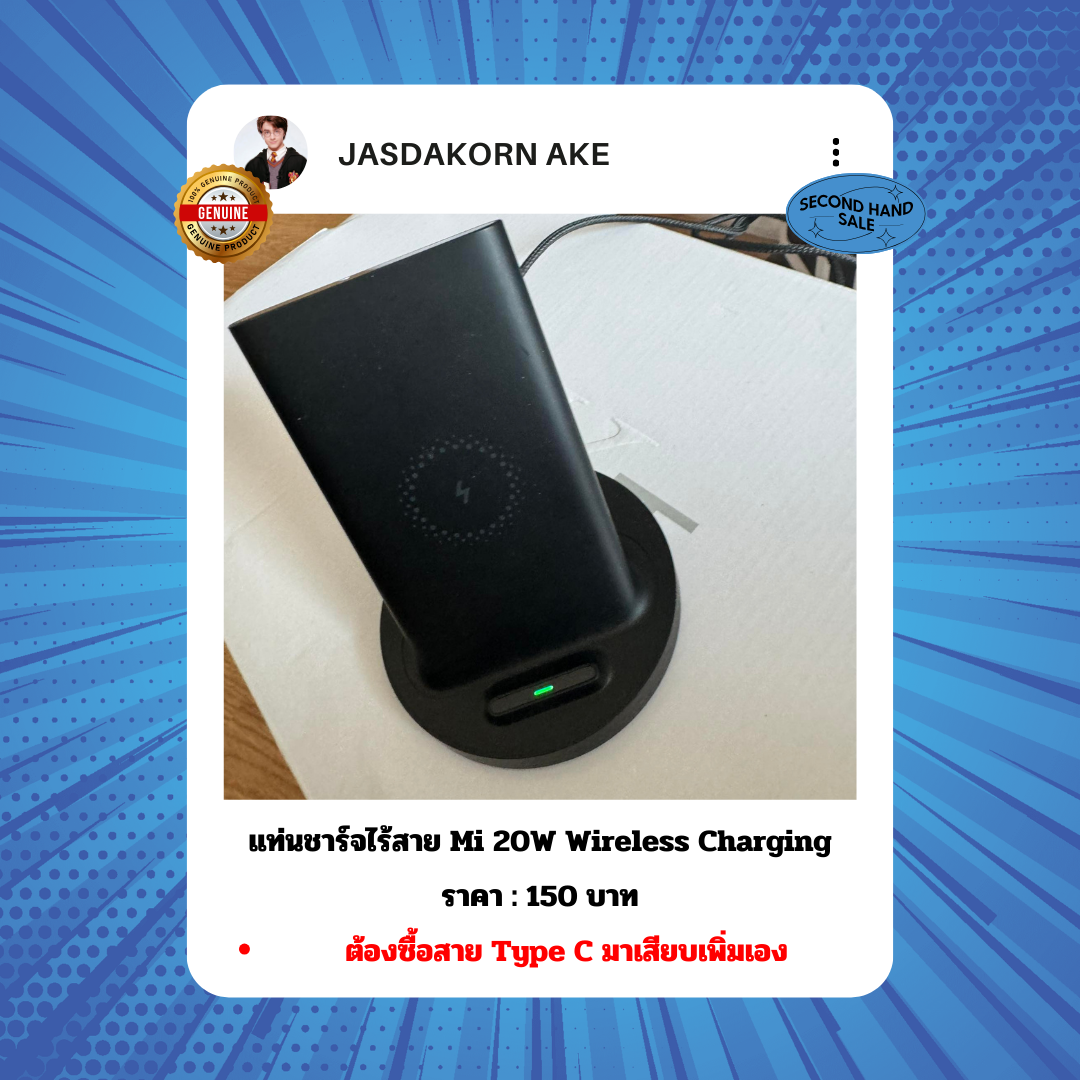 JASDAKORN AKE
100% GENUINE PRODUCT
GENUINE
GENUINE PRODUCT
SECOND HAND
SALE
แท่นชาร์จไร้สาย Mi 20W Wireless Charging
ราคา : 150 บาท
• ต้องซื้อสาย Type C มาเสียบเพิ่มเอง